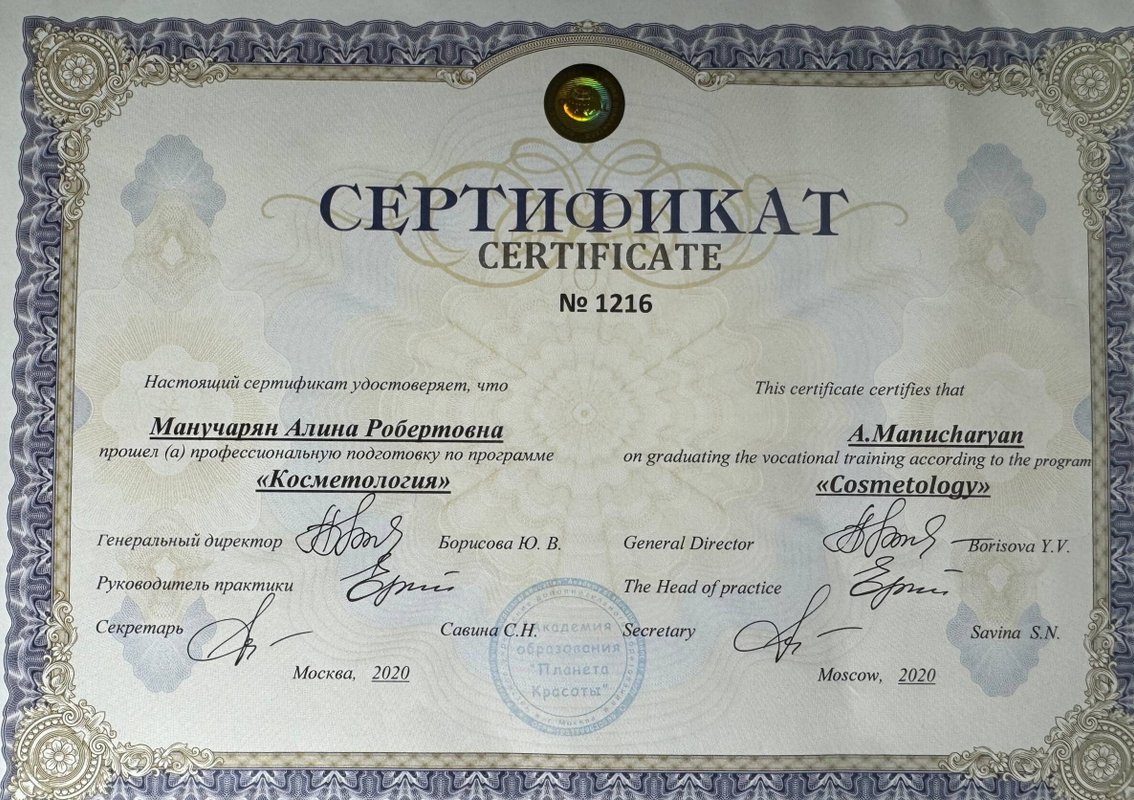 СЕРТИФИКАТ
CERTIFICATE
№ 1216
Настоящий сертификат удостоверяет, что
Манучарян Алина Робертовна
прошел (а) профессиональную подготовку по программе
«Косметология»
Генеральный директор Борисова Ю. В.
Руководитель практики
Секретарь Савина С.Н.
Москва, 2020
This certificate certifies that
A.Manucharyan
on graduating the vocational training according to the program
«Cosmetology»
General Director Borisova Y.V.
The Head of practice
Secretary Savina S.N.
Moscow, 2020
Академия
образования
"Планета
Красоты"